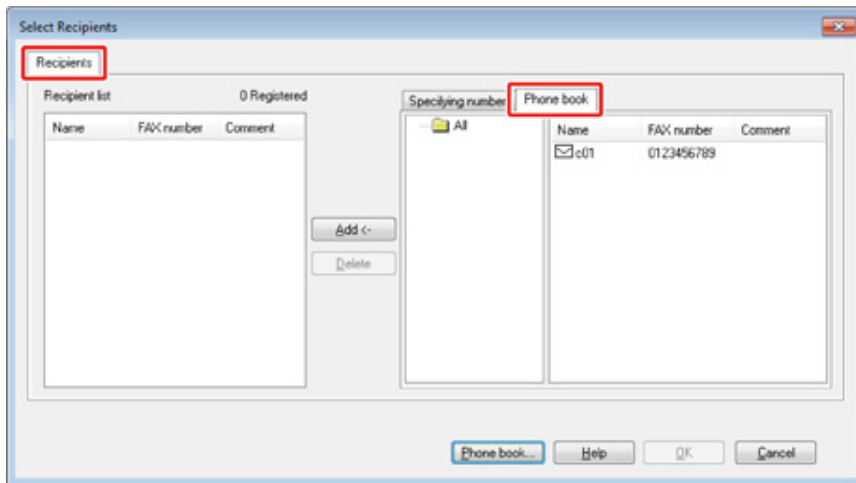 Select Recipients
Recipients
Recipient list 0 Registered
Specifying number Phone book
Name FAX number Comment
All
Name FAX number Comment
c01 0123456789
Add <-
Delete
Phone book... Help OK Cancel